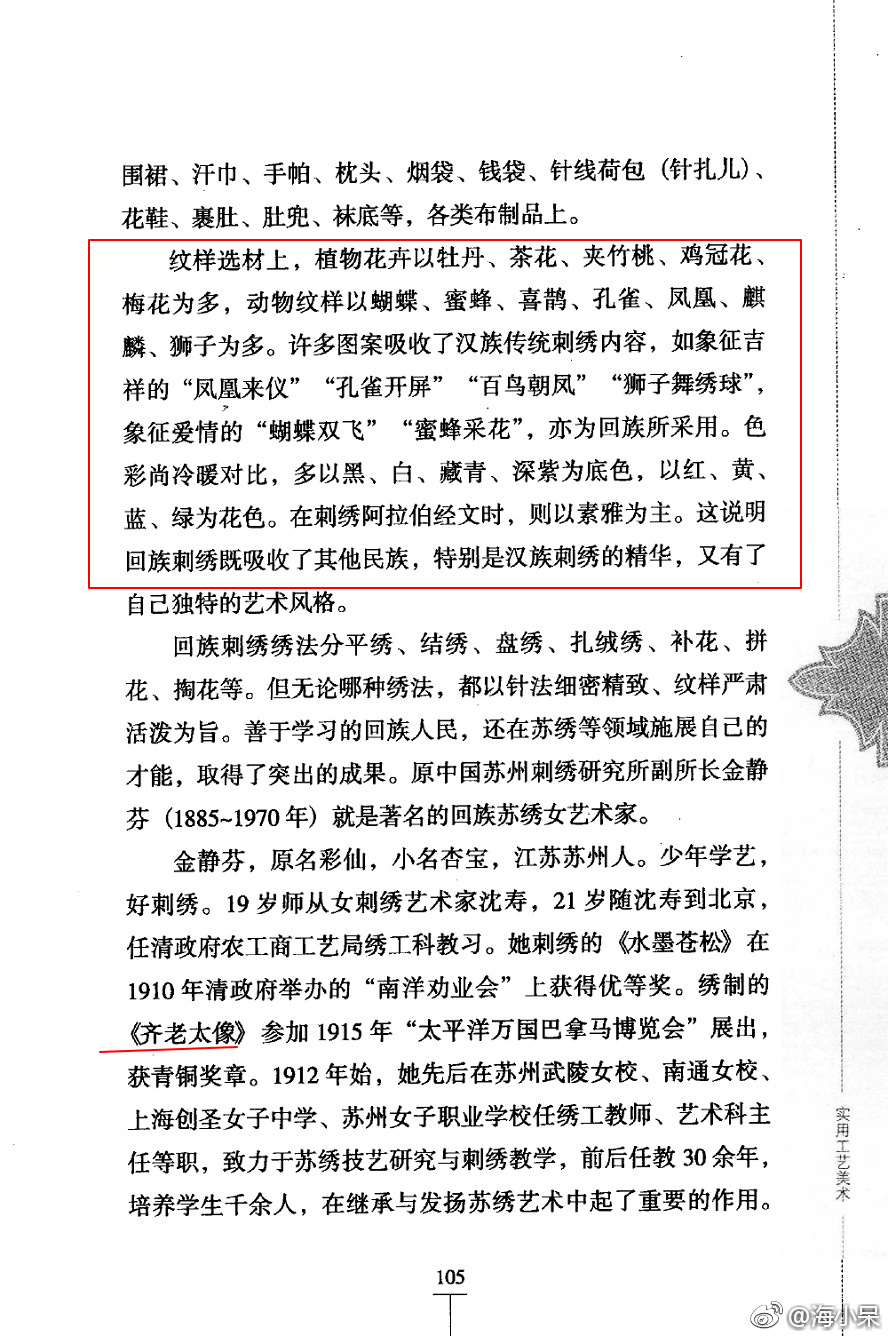 围裙、汗巾、手帕、枕头、烟袋、钱袋、针线荷包（针扎儿）、
花鞋、裹肚、肚兜、袜底等，各类布制品上。
纹样选材上，植物花卉以牡丹、茶花、夹竹桃、鸡冠花、
梅花为多，动物纹样以蝴蝶、蜜蜂、喜鹊、孔雀、凤凰、麒
麟、狮子为多。许多图案吸收了汉族传统刺绣内容，如象征吉
祥的“凤凰来仪”“孔雀开屏”“百鸟朝凤”“狮子舞绣球”，
象征爱情的“蝴蝶双飞”“蜜蜂采花”，亦为回族所采用。色
彩尚冷暖对比，多以黑、白、藏青、深紫为底色，以红、黄、
蓝、绿为花色。在刺绣阿拉伯经文时，则以素雅为主。这说明
回族刺绣既吸收了其他民族，特别是汉族刺绣的精华，又有了
自己独特的艺术风格。
回族刺绣绣法分平绣、结绣、盘绣、扎绒绣、补花、拼
花、掏花等。但无论哪种绣法，都以针法细密精致、纹样严肃
活泼为旨。善于学习的回族人民，还在苏绣等领域施展自己的
才能，取得了突出的成果。原中国苏州刺绣研究所副所长金静
芬（1885~1970年）就是著名的回族苏绣女艺术家。
金静芬，原名彩仙，小名杏宝，江苏苏州人。少年学艺，
好刺绣。19岁师从女刺绣艺术家沈寿，21岁随沈寿到北京，
任清政府农工商工艺局绣工科教习。她刺绣的《水墨苍松》在
1910年清政府举办的“南洋劝业会”上获得优等奖。绣制的
《齐老太像》参加1915年“太平洋万国巴拿马博览会”展出，
获青铜奖章。1912年始，她先后在苏州武陵女校、南通女校、
上海创圣女子中学、苏州女子职业学校任绣工教师、艺术科主
任等职，致力于苏绣技艺研究与刺绣教学，前后任教30余年，
培养学生千余人，在继承与发扬苏绣艺术中起了重要的作用。
实用工艺美术
105
@海小呆